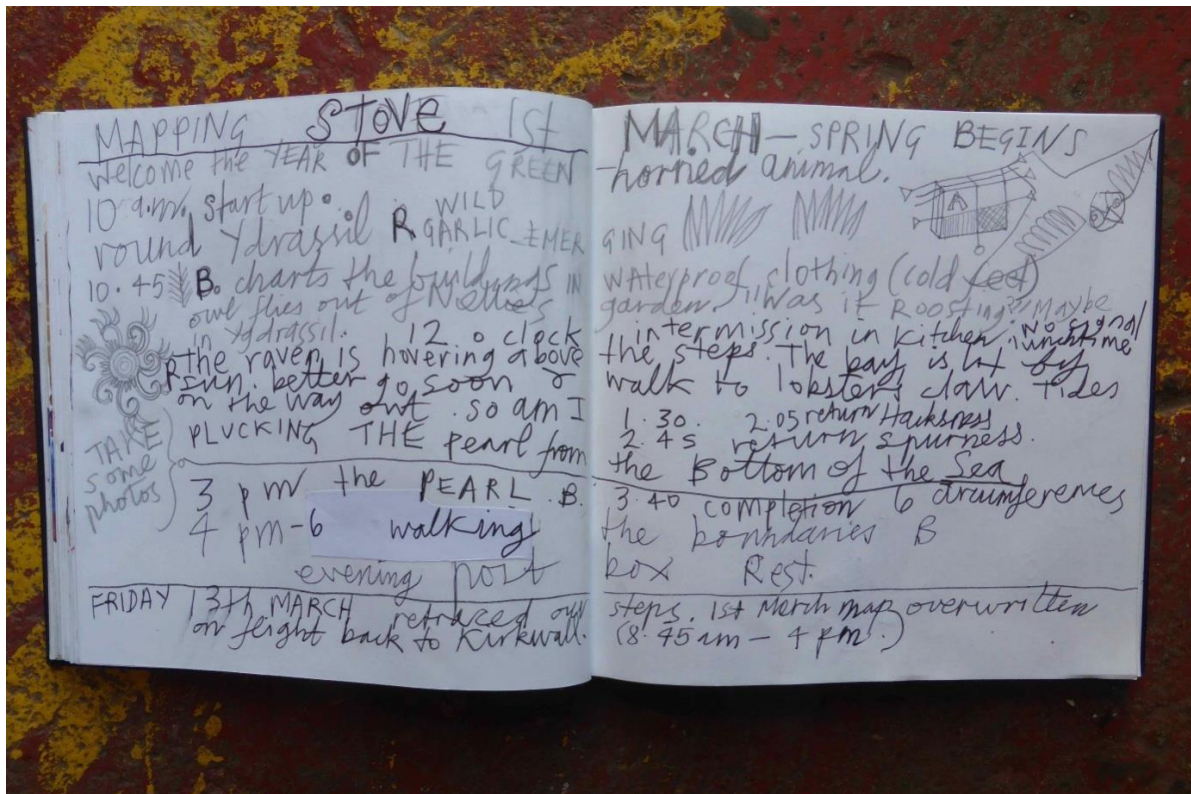 MAPPING STOVE 1st MARCH – SPRING BEGINS
Welcome the YEAR OF THE GREEN horned animal.
10 a.m. start up. WILD
round Ydrassil R GARLIC EMERGING
10.45 B. charts the buildings IN waterproof clothing (cold feet)
owl flies out of Nellies garden. "Was it Roosting?" Maybe
in Yddrassil. 12 o clock intermission in Kitchen. No signal
R the raven is hovering above the steps. The bay is lit by lunchtime
sun. better go soon walk to lobsters claw. Tides
on the way out. so am I 1.30. 2.05 return Hacksness
2.45 return spurness.
PLUCKING THE pearl from the Bottom of the Sea
TAKE
some
photos
3 pm the PEARL B. 3.40 completion 6 circumferences
4 pm – 6 walking the boundaries B
evening post box Rest.
FRIDAY 13th MARCH retraced our steps. 1st March map overwritten
on flight back to Kirkwall. (8.45 am – 4 pm.)